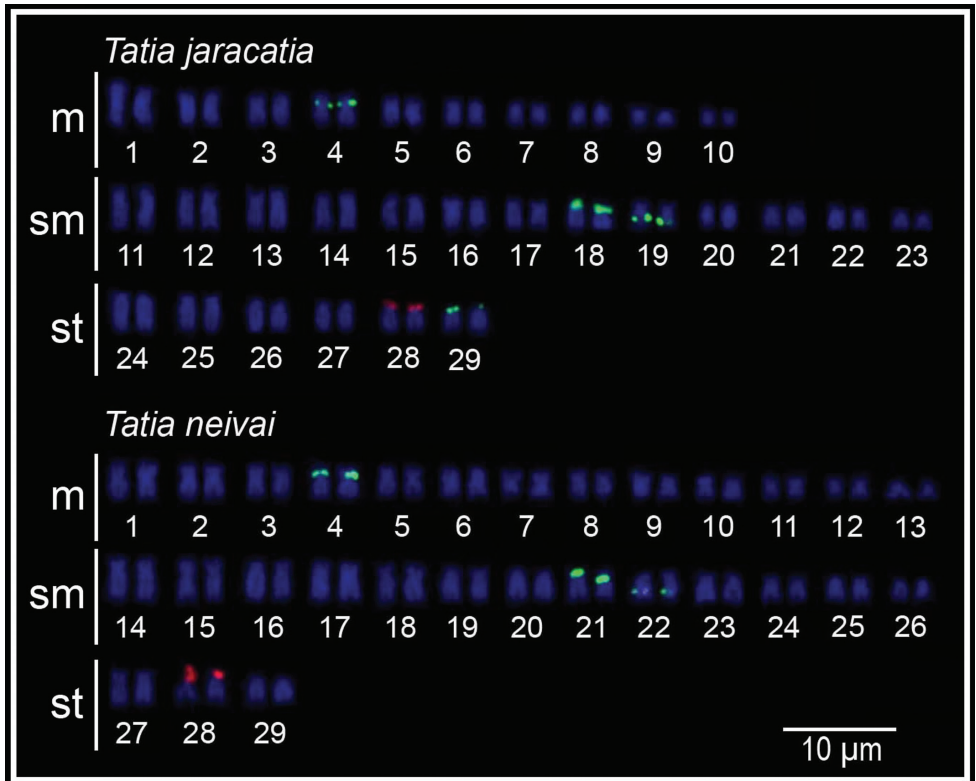 Tatia jaracatia
m
1 2 3 4 5 6 7 8 9 10
sm
11 12 13 14 15 16 17 18 19 20 21 22 23
st
24 25 26 27 28 29
Tatia neivai
m
1 2 3 4 5 6 7 8 9 10 11 12 13
sm
14 15 16 17 18 19 20 21 22 23 24 25 26
st
27 28 29
10 µm